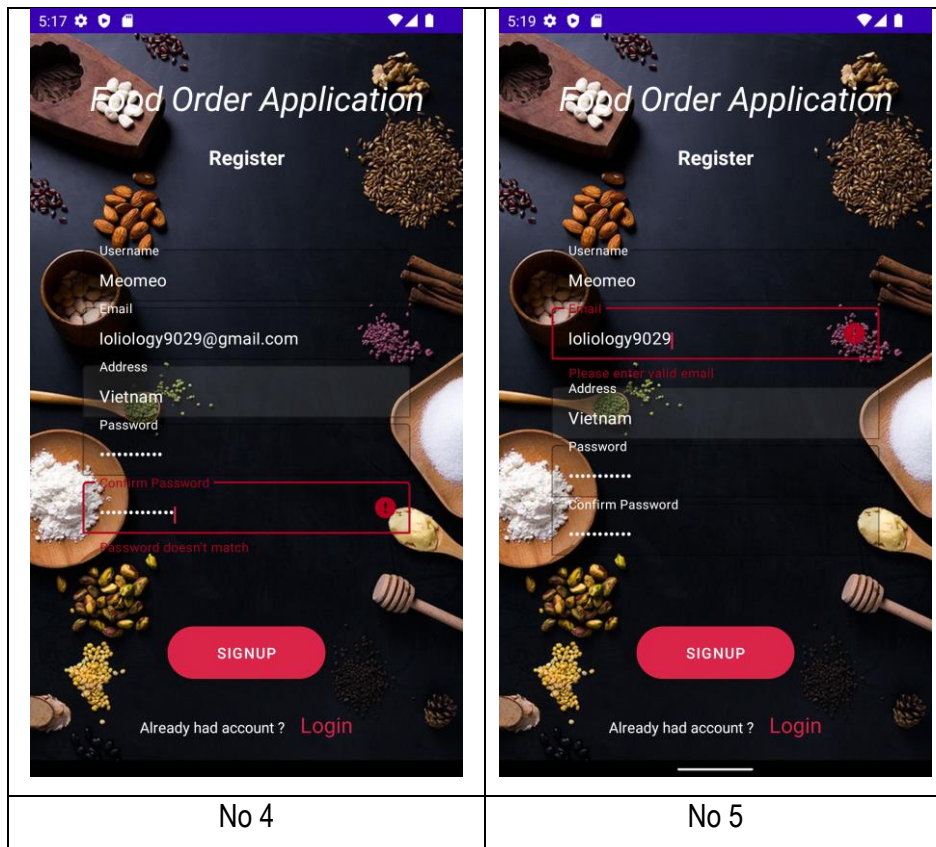 5:17
Food Order Application
Register
Username
Meomeo
Email
loliology9029@gmail.com
Address
Vietnam
Password
•••••••••••
Confirm Password
•••••••••••••
Password doesn't match
SIGNUP
Already had account ? Login
No 4
5:19
Food Order Application
Register
Username
Meomeo
Email
loliology9029
Please enter valid email
Address
Vietnam
Password
•••••••••••
Confirm Password
•••••••••••
SIGNUP
Already had account ? Login
No 5